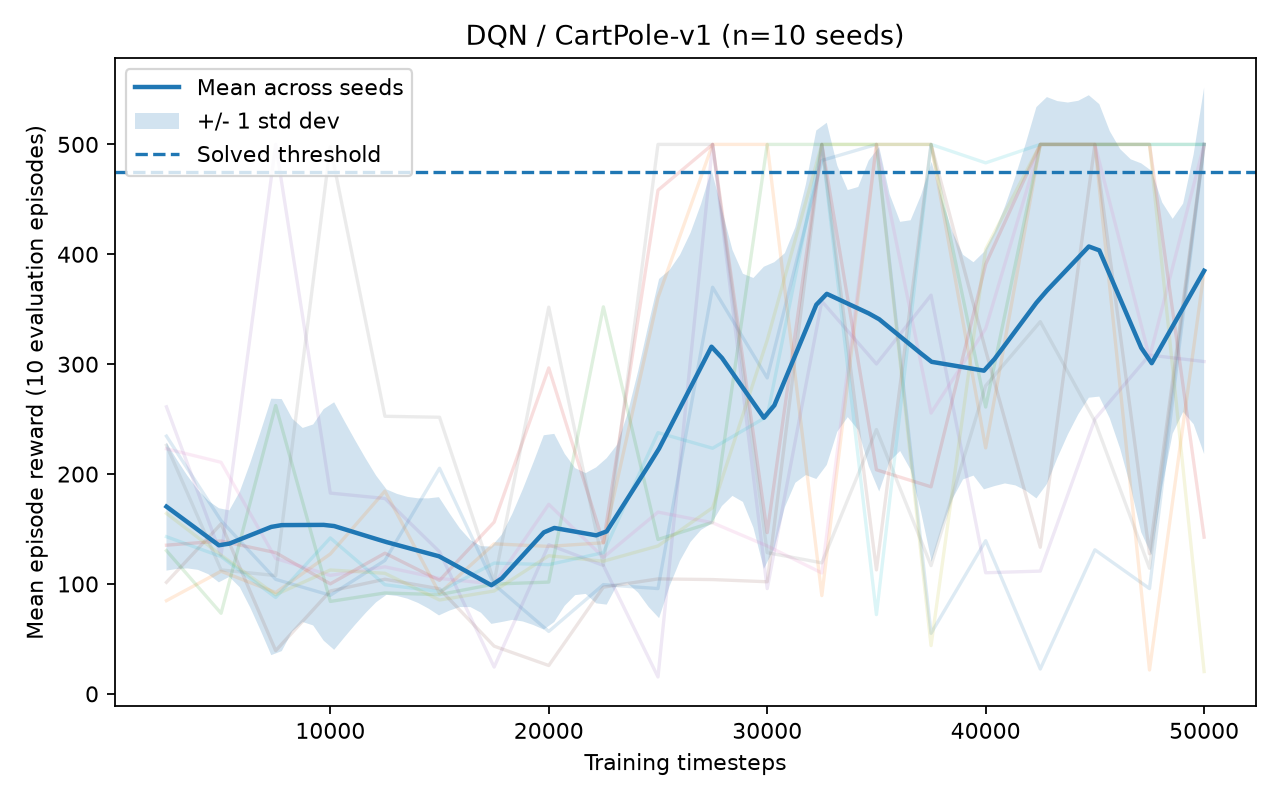 DQN / CartPole-v1 (n=10 seeds)
Mean across seeds
+/- 1 std dev
Solved threshold
Mean episode reward (10 evaluation episodes)
500
400
300
200
100
0
10000
20000
30000
40000
50000
Training timesteps